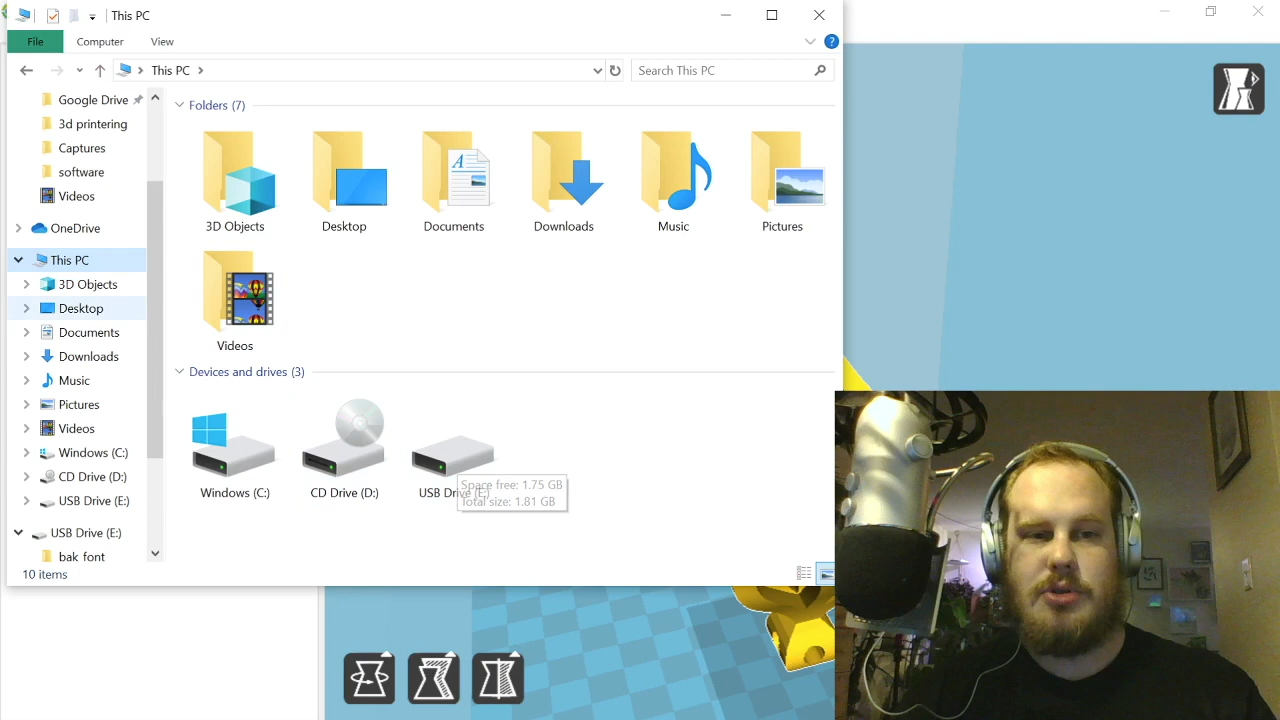 This PC
File
Computer
View
?
This PC
Search This PC
Google Drive
3d printering
Captures
software
Videos
OneDrive
This PC
3D Objects
Desktop
Documents
Downloads
Music
Pictures
Videos
Windows (C:)
CD Drive (D:)
USB Drive (E:)
USB Drive (E:)
bak font
Folders (7)
3D Objects
Desktop
A
Documents
Downloads
Music
Pictures
Videos
Devices and drives (3)
Windows (C:)
CD Drive (D:)
USB Drive (E:)
Space free: 1.75 GB
Total size: 1.81 GB
10 items